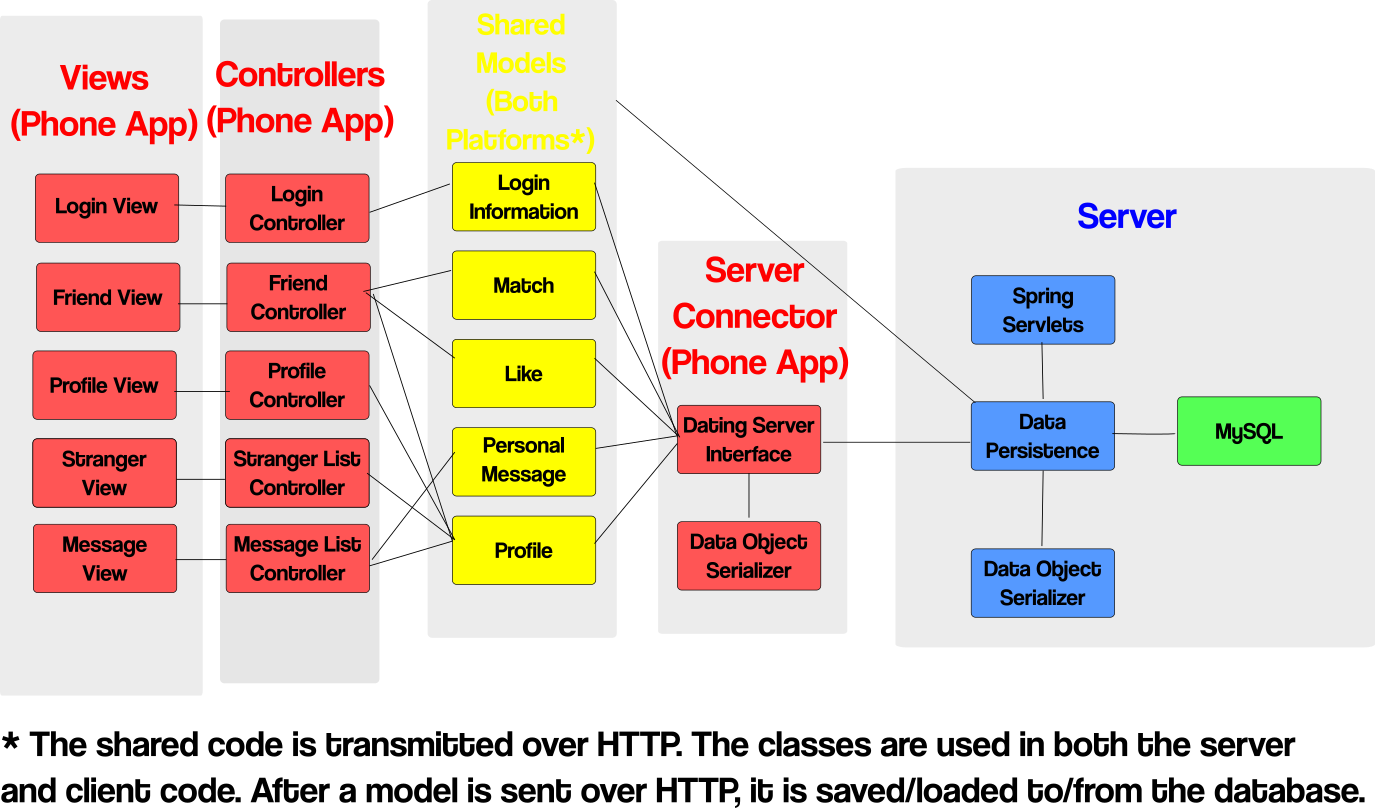 Views
(Phone App)
Login View
Friend View
Profile View
Stranger
View
Message
View
Controllers
(Phone App)
Login
Controller
Friend
Controller
Profile
Controller
Stranger List
Controller
Message List
Controller
Shared
Models
(Both
Platforms*)
Login
Information
Match
Like
Personal
Message
Profile
Server
Connector
(Phone App)
Dating Server
Interface
Data Object
Serializer
Server
Spring
Servlets
Data
Persistence
MySQL
Data Object
Serializer
* The shared code is transmitted over HTTP. The classes are used in both the server
and client code. After a model is sent over HTTP, it is saved/loaded to/from the database.